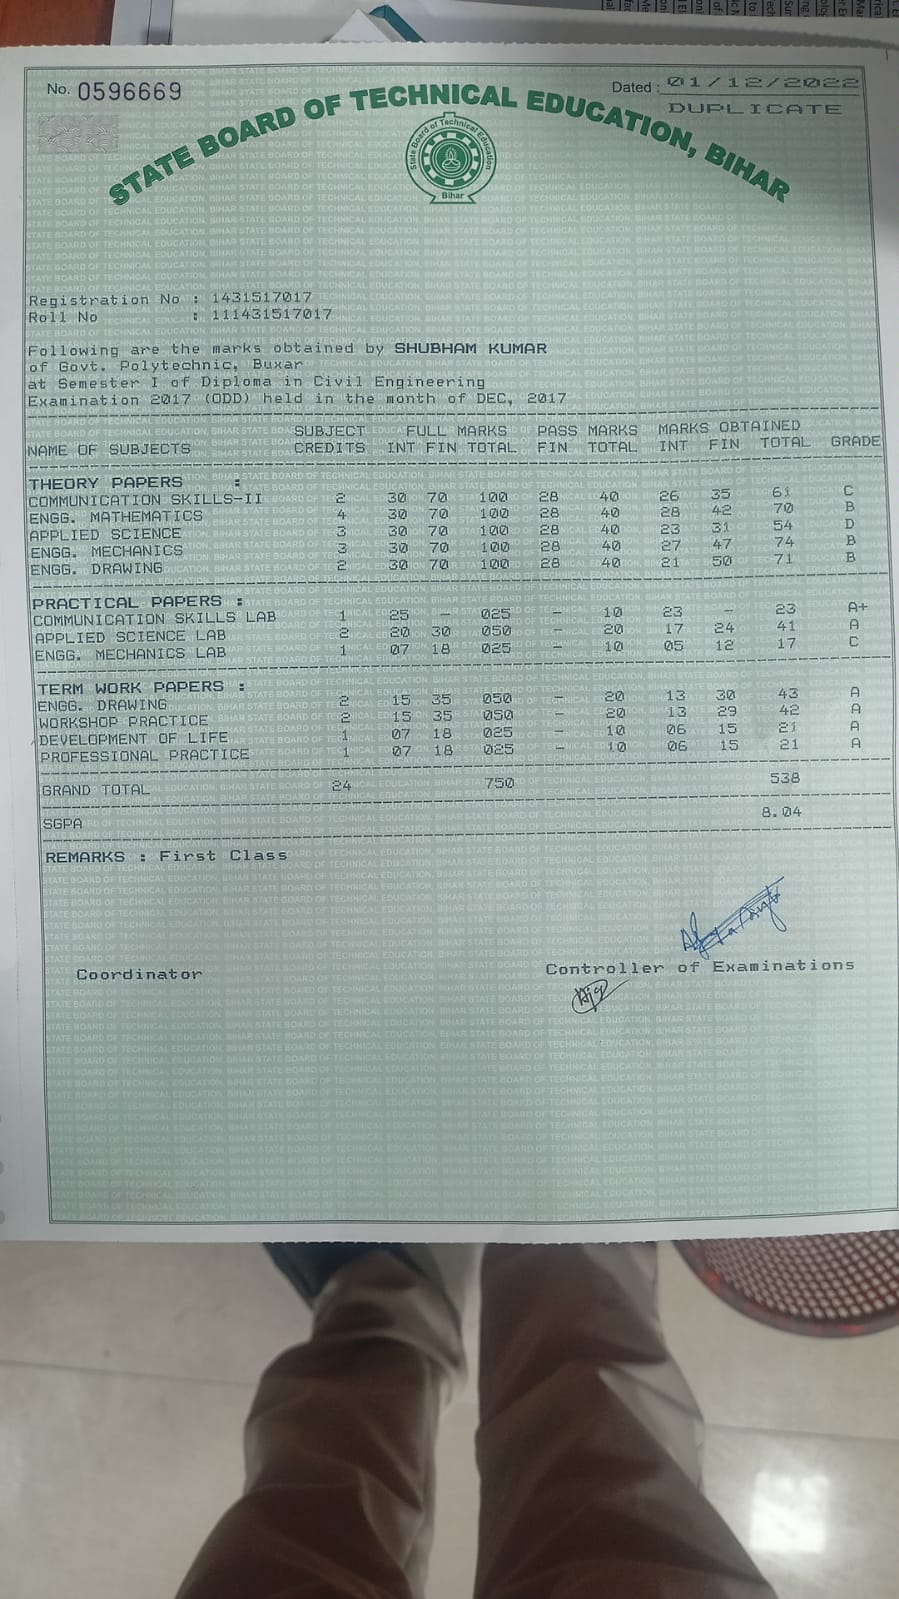 No. 0596669
Dated : 01/12/2022
DUPLICATE
STATE BOARD OF TECHNICAL EDUCATION, BIHAR
State Board of Technical Education
Bihar
Registration No : 1431517017
Roll No : 111431517017
Following are the marks obtained by SHUBHAM KUMAR
of Govt. Polytechnic, Buxar
at Semester I of Diploma in Civil Engineering
Examination 2017 (ODD) held in the month of DEC, 2017
SUBJECT FULL MARKS PASS MARKS MARKS OBTAINED
NAME OF SUBJECTS CREDITS INT FIN TOTAL FIN TOTAL INT FIN TOTAL GRADE
THEORY PAPERS :
COMMUNICATION SKILLS-II 2 30 70 100 28 40 26 35 61 C
ENGG. MATHEMATICS 4 30 70 100 28 40 28 42 70 B
APPLIED SCIENCE 3 30 70 100 28 40 23 31 54 D
ENGG. MECHANICS 3 30 70 100 28 40 27 47 74 B
ENGG. DRAWING 2 30 70 100 28 40 21 50 71 B
PRACTICAL PAPERS :
COMMUNICATION SKILLS LAB 1 25 - 025 - 10 23 - 23 A+
APPLIED SCIENCE LAB 2 20 30 050 - 20 17 24 41 A
ENGG. MECHANICS LAB 1 07 18 025 - 10 05 12 17 C
TERM WORK PAPERS :
ENGG. DRAWING 2 15 35 050 - 20 13 30 43 A
WORKSHOP PRACTICE 2 15 35 050 - 20 13 29 42 A
DEVELOPMENT OF LIFE 1 07 18 025 - 10 06 15 21 A
PROFESSIONAL PRACTICE 1 07 18 025 - 10 06 15 21 A
GRAND TOTAL 24 750 538
SGPA 8.04
REMARKS : First Class
Coordinator
Controller of Examinations